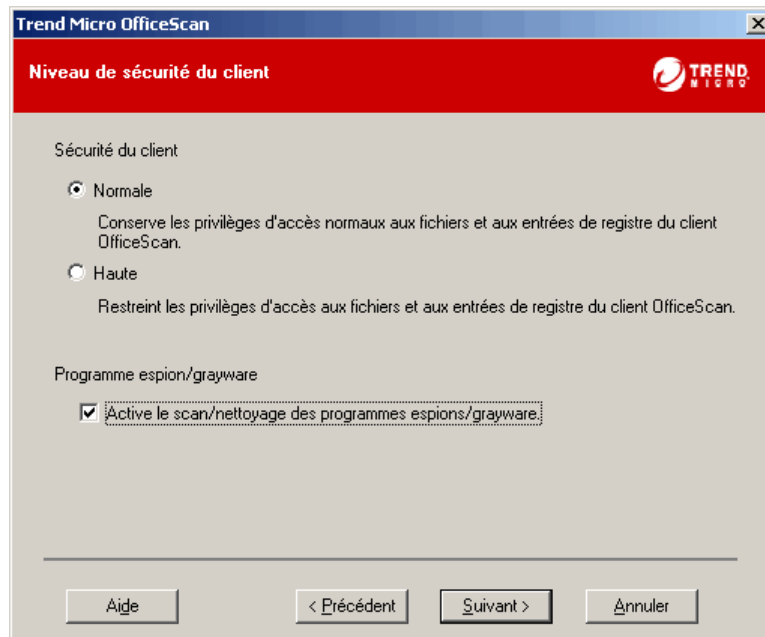 Trend Micro OfficeScan
Niveau de sécurité du client
TREND
MICRO
Sécurité du client
Normale
Conserve les privilèges d'accès normaux aux fichiers et aux entrées de registre du client
OfficeScan.
Haute
Restreint les privilèges d'accès aux fichiers et aux entrées de registre du client OfficeScan.
Programme espion/grayware
Active le scan/nettoyage des programmes espions/grayware.
Aide
< Précédent
Suivant >
Annuler